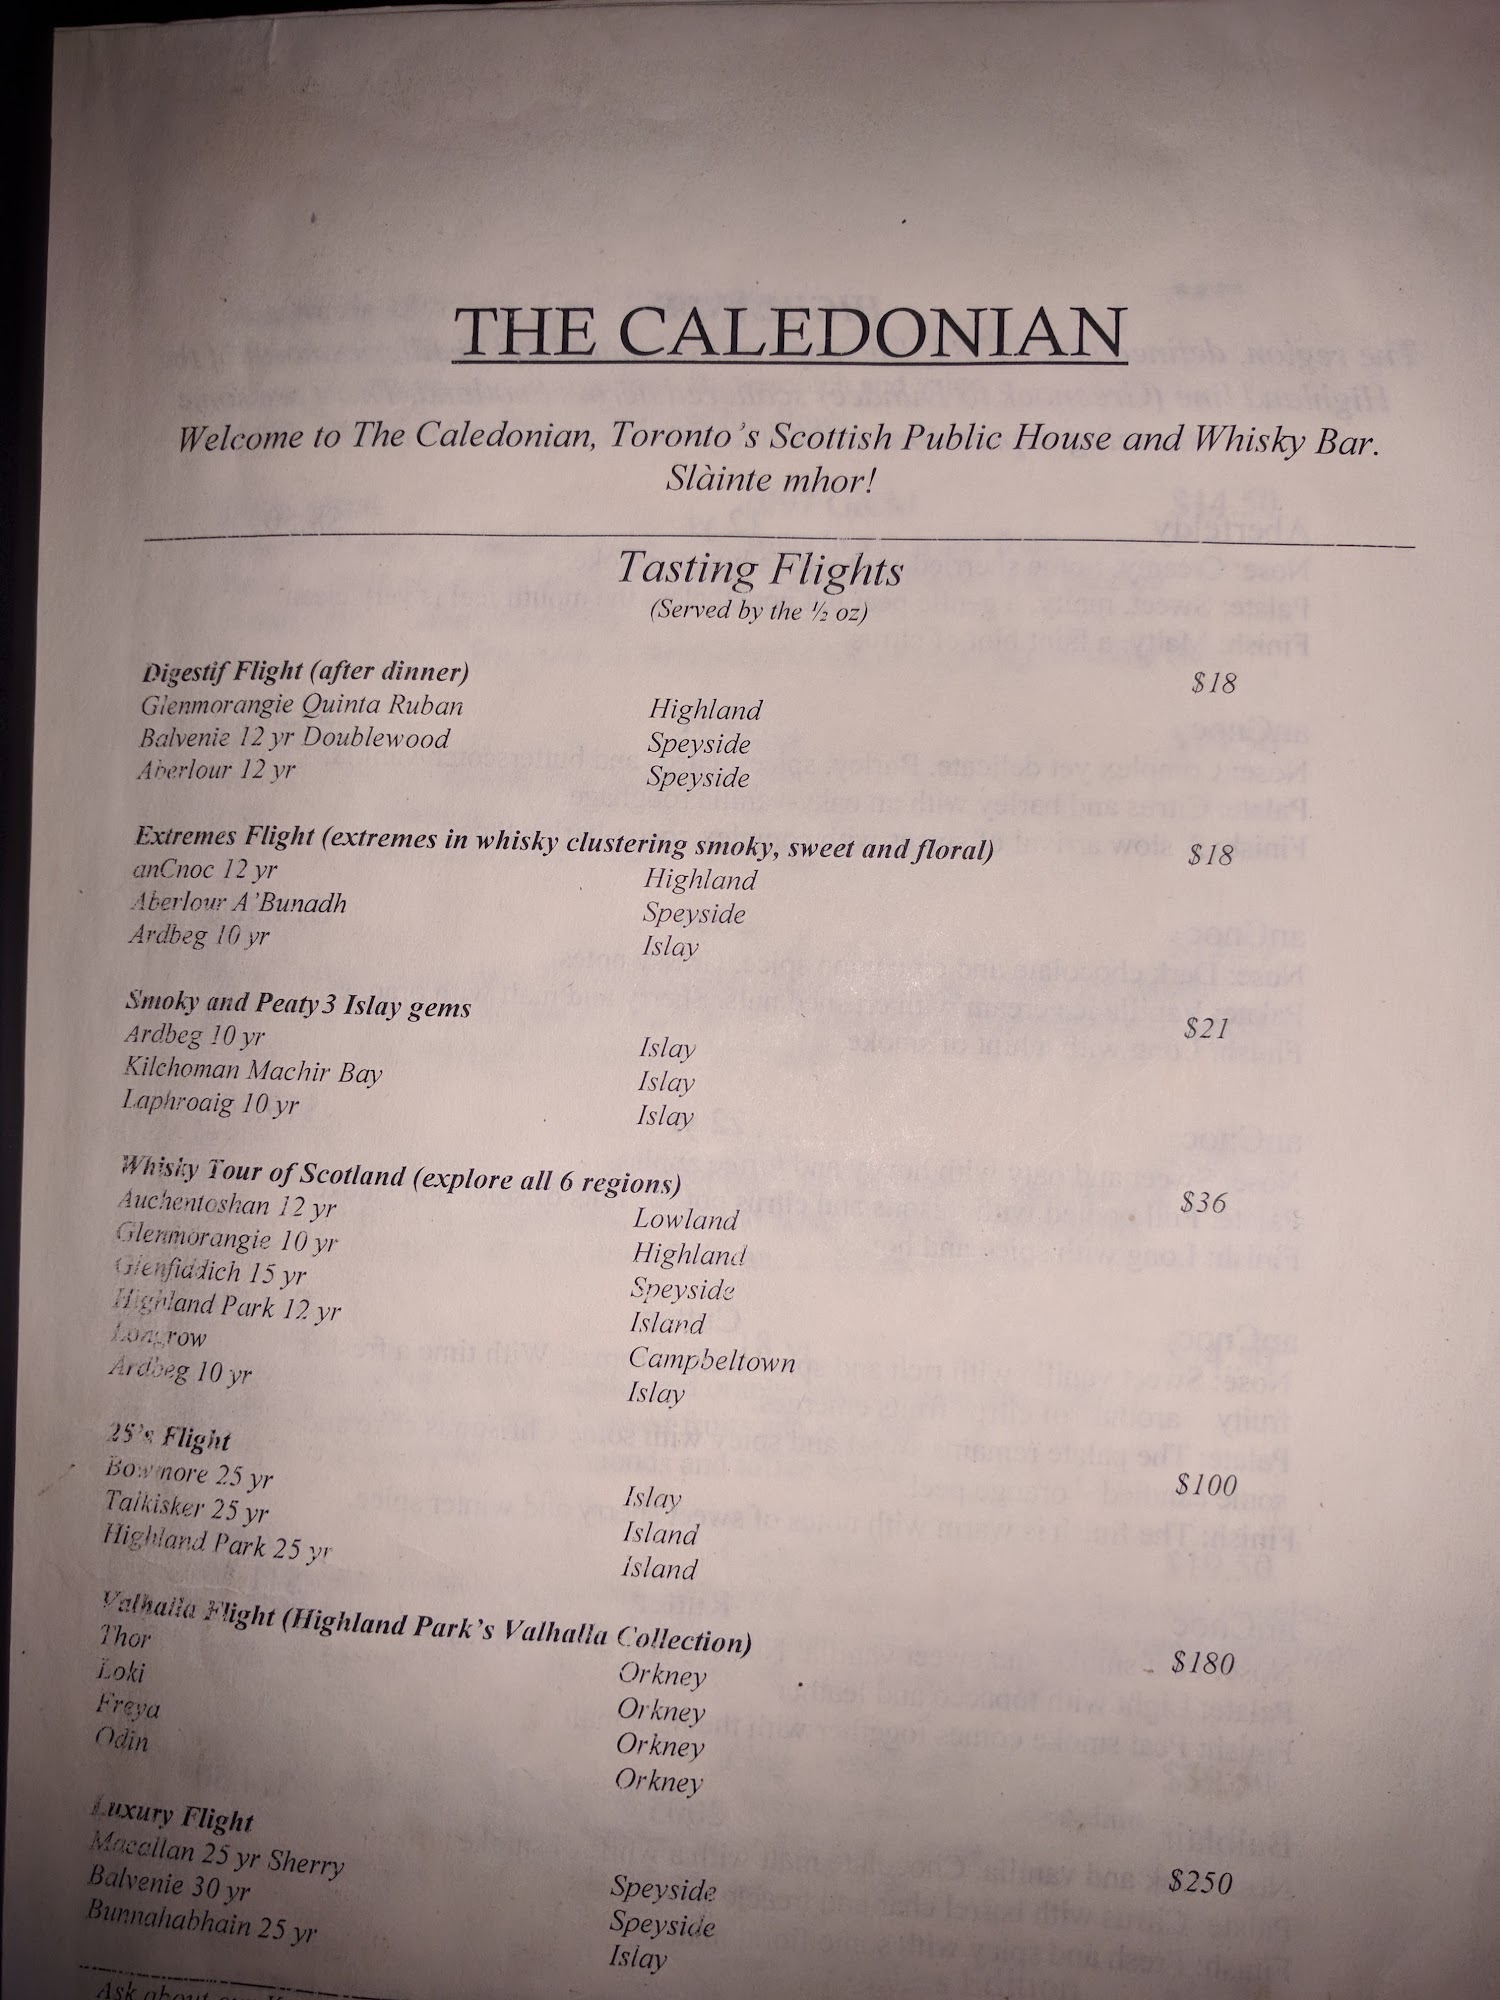 THE CALEDONIAN
Welcome to The Caledonian, Toronto's Scottish Public House and Whisky Bar.
Slàinte mhor!
Tasting Flights
(Served by the ½ oz)
Digestif Flight (after dinner) $18
Glenmorangie Quinta Ruban Highland
Balvenie 12 yr Doublewood Speyside
Aberlour 12 yr Speyside
Extremes Flight (extremes in whisky clustering smoky, sweet and floral) $18
anCnoc 12 yr Highland
Aberlour A'Bunadh Speyside
Ardbeg 10 yr Islay
Smoky and Peaty 3 Islay gems $21
Ardbeg 10 yr Islay
Kilchoman Machir Bay Islay
Laphroaig 10 yr Islay
Whisky Tour of Scotland (explore all 6 regions) $36
Auchentoshan 12 yr Lowland
Glenmorangie 10 yr Highland
Glenfiddich 15 yr Speyside
Highland Park 12 yr Island
Longrow Campbeltown
Ardbeg 10 yr Islay
25's Flight $100
Bowmore 25 yr Islay
Talkisker 25 yr Island
Highland Park 25 yr Island
Valhalla Flight (Highland Park's Valhalla Collection) $180
Thor Orkney
Loki Orkney
Freya Orkney
Odin Orkney
Luxury Flight $250
Macallan 25 yr Sherry Speyside
Balvenie 30 yr Speyside
Bunnahabhain 25 yr Islay
Ask about our